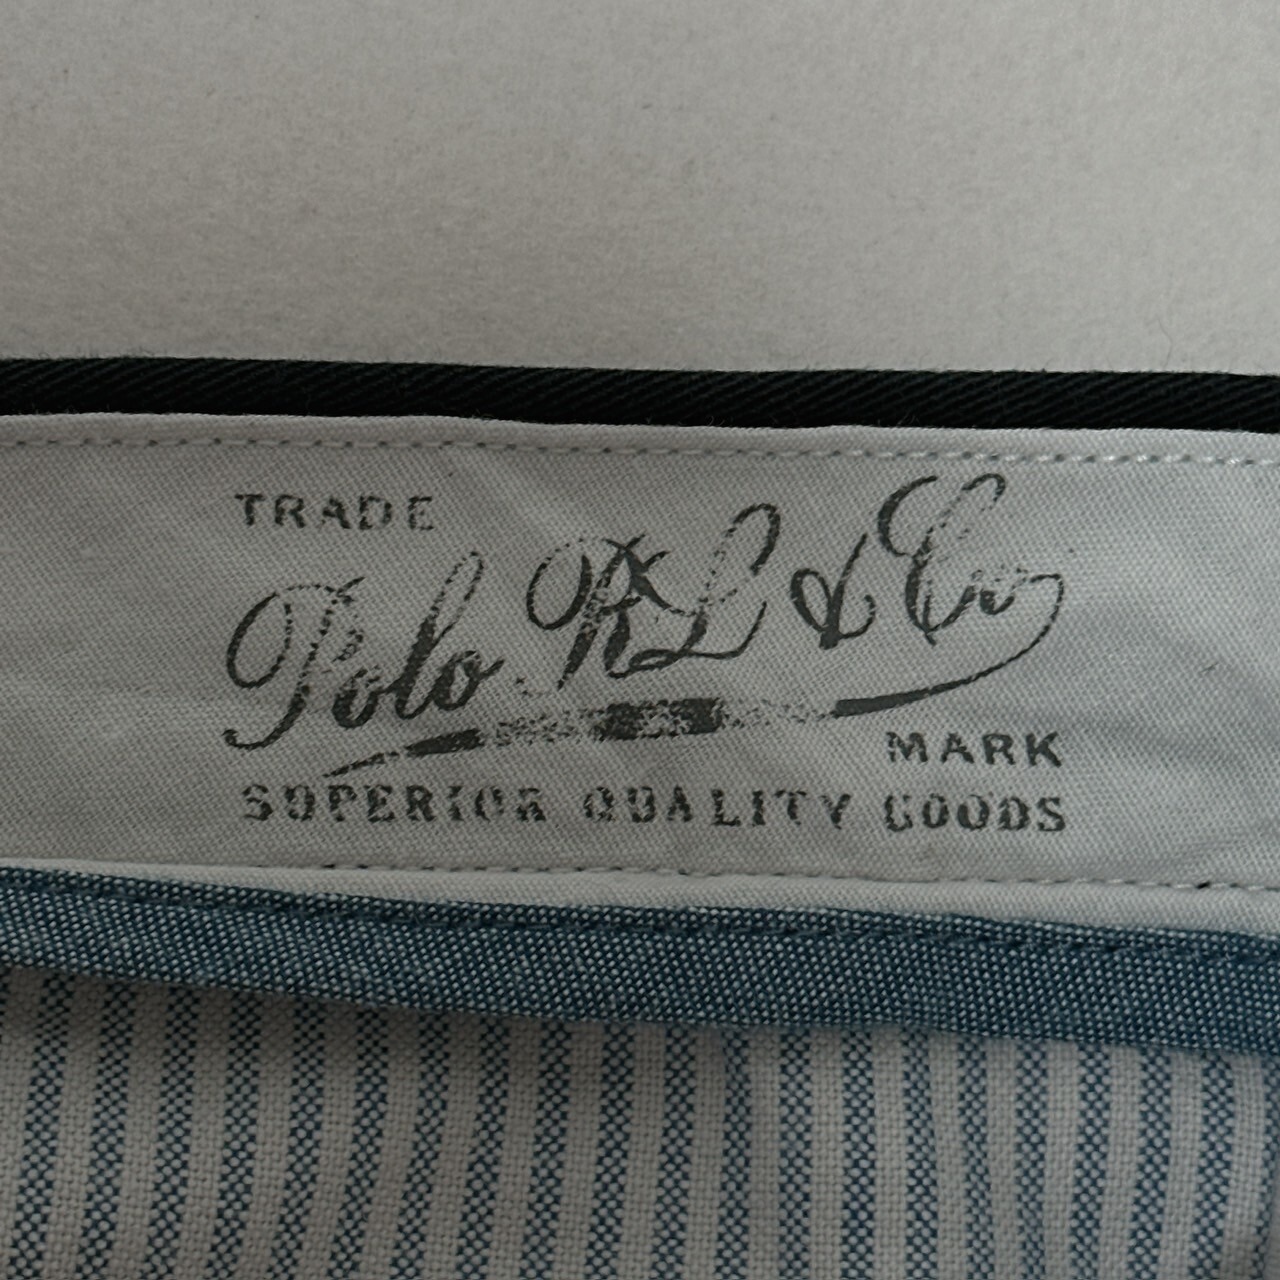 TRADE
Polo RL & Co
MARK
SUPERIOR QUALITY GOODS